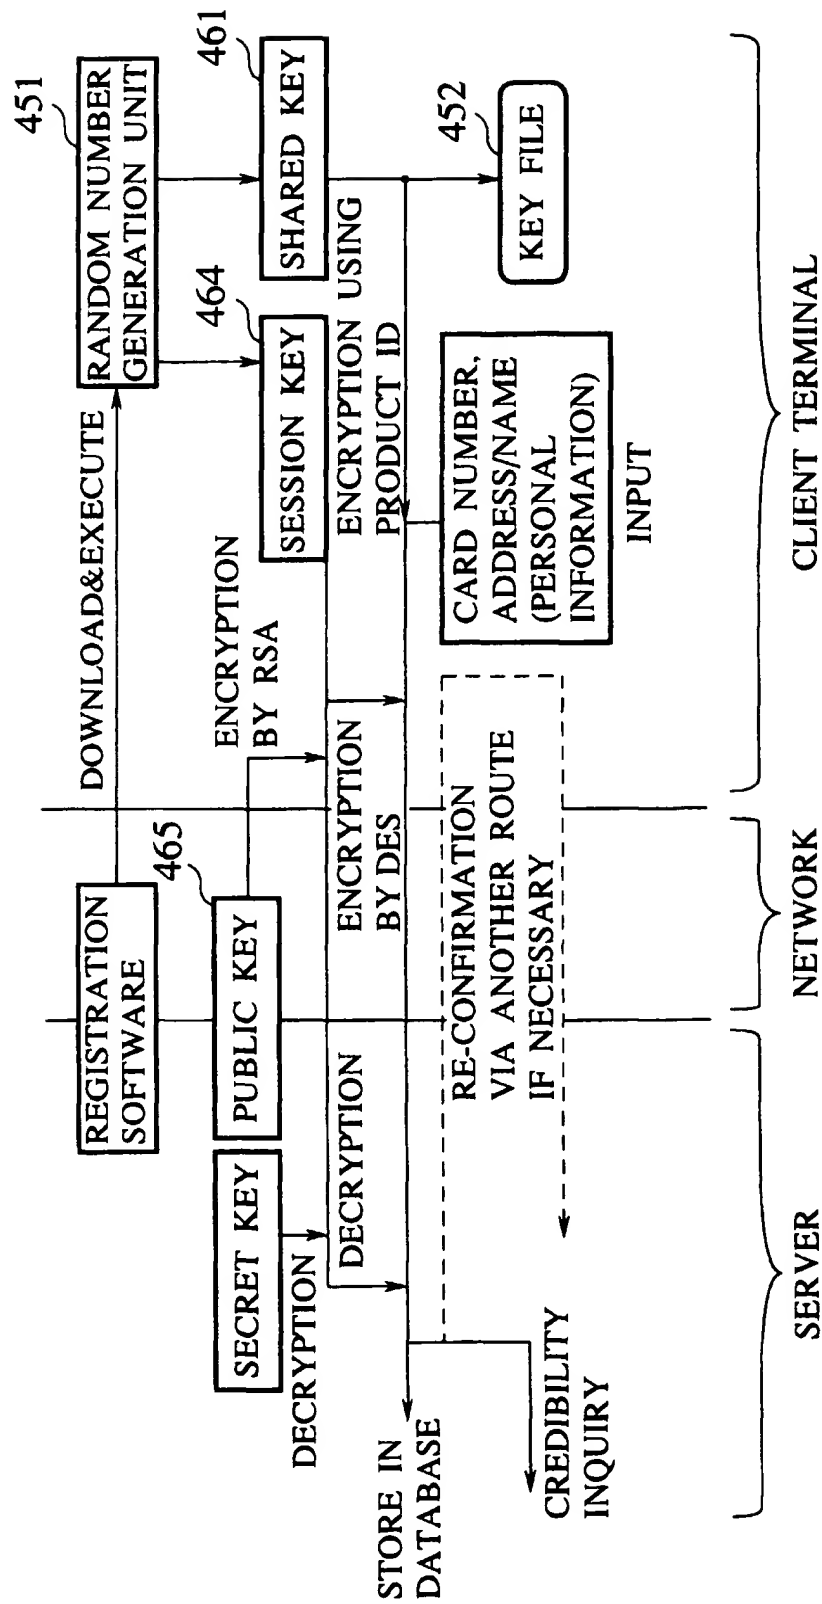 REGISTRATION
SOFTWARE
DOWNLOAD&EXECUTE
451
RANDOM NUMBER
GENERATION UNIT
SECRET KEY
465
PUBLIC KEY
ENCRYPTION
BY RSA
464
SESSION KEY
461
SHARED KEY
DECRYPTION
DECRYPTION
ENCRYPTION
BY DES
ENCRYPTION USING
PRODUCT ID
STORE IN
DATABASE
CREDIBILITY
INQUIRY
RE-CONFIRMATION
VIA ANOTHER ROUTE
IF NECESSARY
CARD NUMBER,
ADDRESS/NAME
(PERSONAL
INFORMATION)
INPUT
452
KEY FILE
SERVER
NETWORK
CLIENT TERMINAL